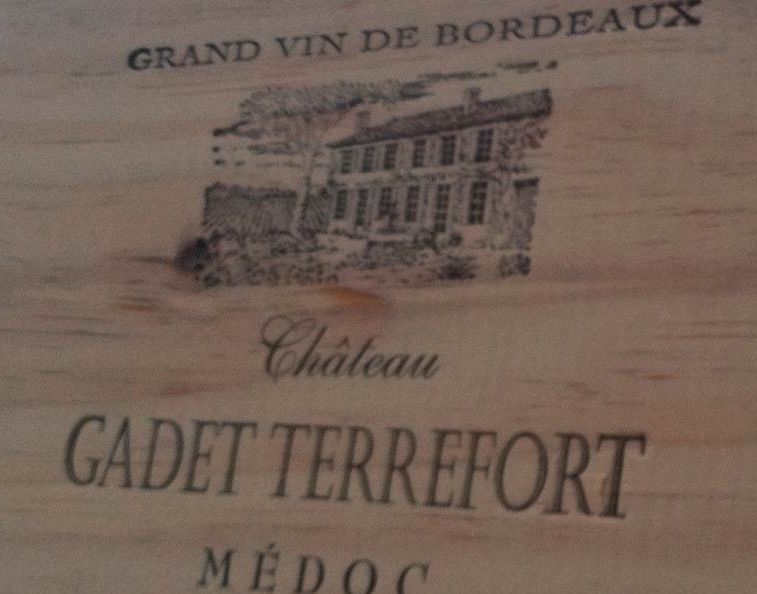 GRAND VIN DE BORDEAUX
Château
GADET TERREFORT
MÉDOC